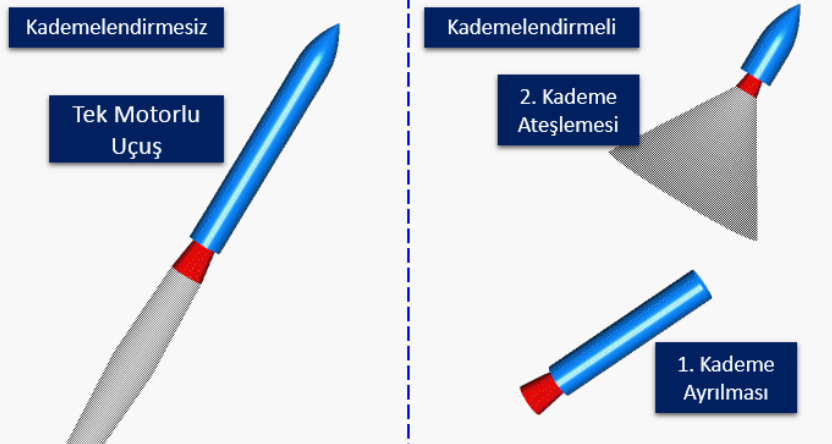 Kademelendirmesiz
Tek Motorlu
Uçuş
Kademelendirmeli
2. Kademe
Ateşlemesi
1. Kademe
Ayrılması